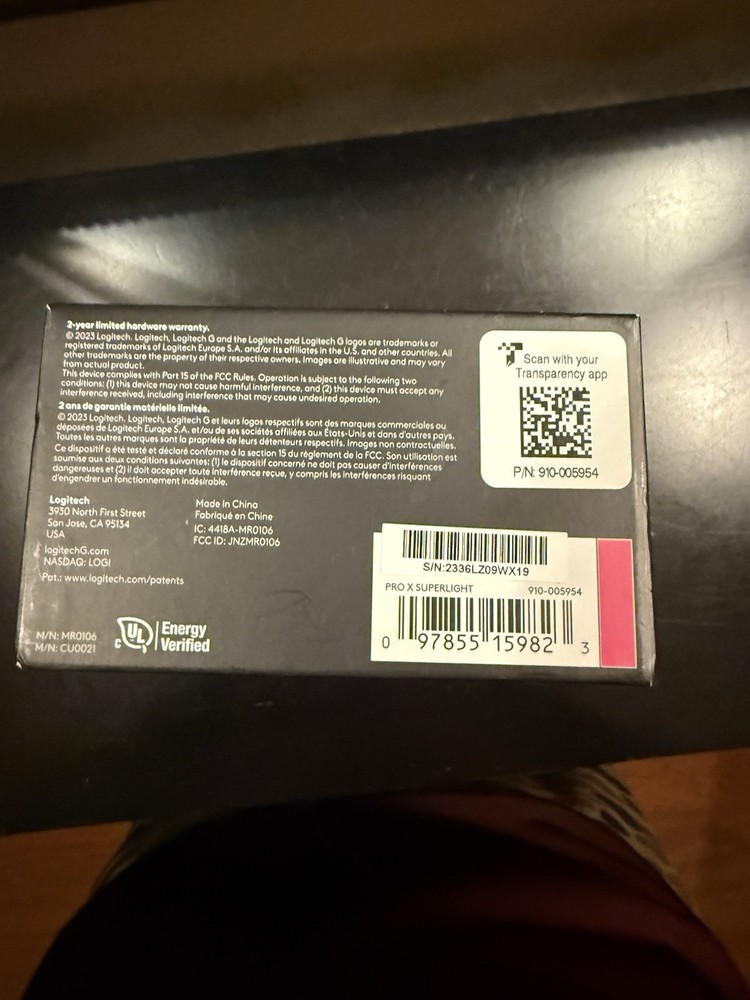 2-year limited hardware warranty.
© 2023 Logitech. Logitech, Logitech G and the Logitech and Logitech G logos are trademarks or
registered trademarks of Logitech Europe S.A. and/or its affiliates in the U.S. and other countries. All
other trademarks are the property of their respective owners. Images are illustrative and may vary
from actual product.
This device complies with Part 15 of the FCC Rules. Operation is subject to the following two
conditions: (1) this device may not cause harmful interference, and (2) this device must accept any
interference received, including interference that may cause undesired operation.
2 ans de garantie matérielle limitée.
© 2023 Logitech. Logitech, Logitech G et leurs logos respectifs sont des marques commerciales ou
déposées de Logitech Europe S.A. et/ou de ses sociétés affiliées aux États-Unis et dans d'autres pays.
Toutes les autres marques sont la propriété de leurs détenteurs respectifs. Images non contractuelles.
Ce dispositif a été testé et déclaré conforme à la section 15 du règlement de la FCC. Son utilisation est
soumise aux deux conditions suivantes: (1) le dispositif concerné ne doit pas causer d'interférences
dangereuses et (2) il doit accepter toute interférence reçue, y compris les interférences risquant
d'engendrer un fonctionnement indésirable.
Logitech
3930 North First Street
San Jose, CA 95134
USA
logitechG.com
NASDAQ: LOGI
Pat.: www.logitech.com/patents
Made in China
Fabriqué en Chine
IC: 4418A-MR0106
FCC ID: JNZMR0106
M/N: MR0106
M/N: CU0021
C UL Energy
Verified
Scan with your
Transparency app
P/N: 910-005954
S/N:2336LZ09WX19
PRO X SUPERLIGHT 910-005954
0 97855 15982 3